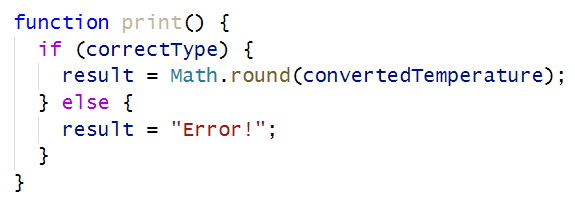 function print() {
  if (correctType) {
    result = Math.round(convertedTemperature);
  } else {
    result = "Error!";
  }
}